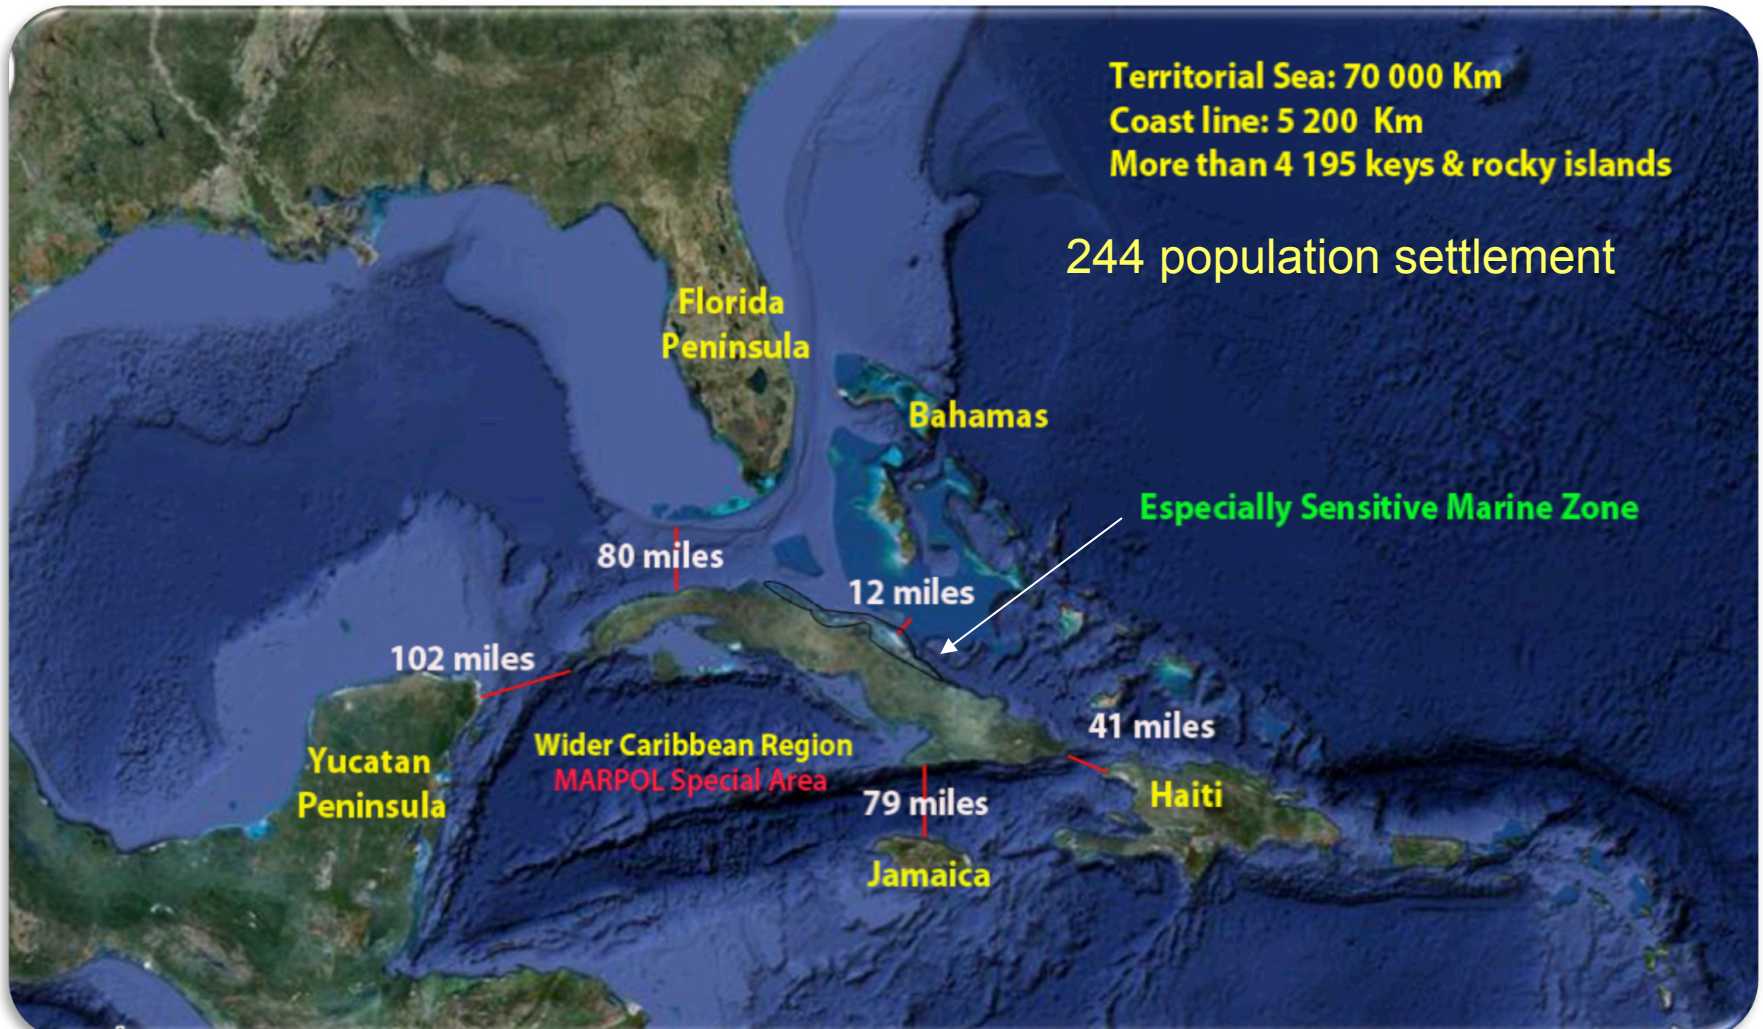 Territorial Sea: 70 000 Km
Coast line: 5 200 Km
More than 4 195 keys & rocky islands
244 population settlement
Florida
Peninsula
Bahamas
Especially Sensitive Marine Zone
80 miles
12 miles
102 miles
41 miles
Wider Caribbean Region
MARPOL Special Area
Yucatan
Peninsula
79 miles
Haiti
Jamaica